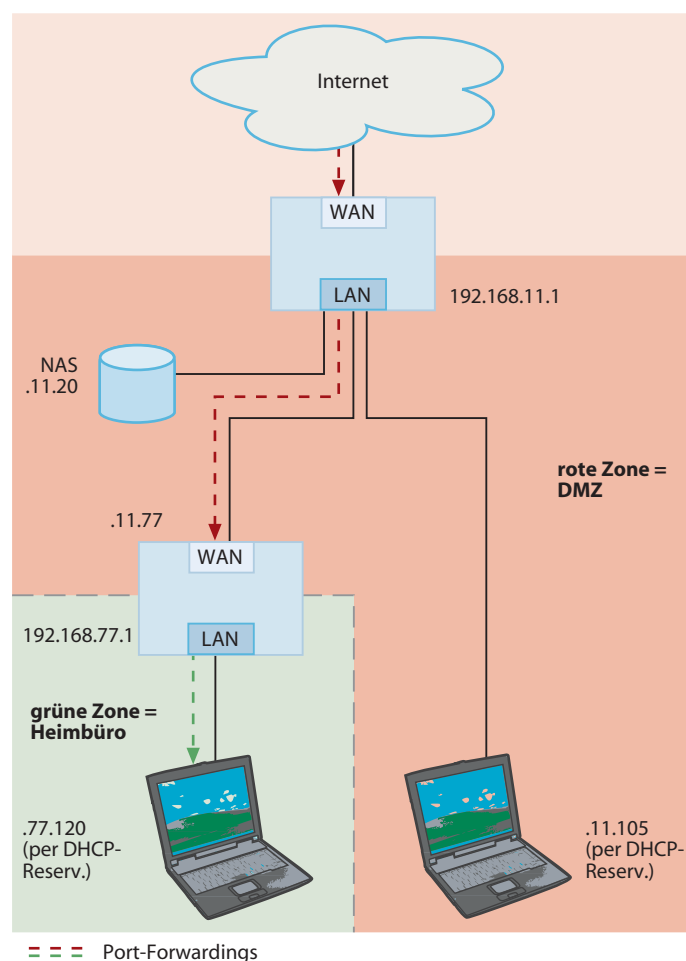 Internet
WAN
LAN
192.168.11.1
NAS
.11.20
rote Zone =
DMZ
.11.77
WAN
192.168.77.1
LAN
grüne Zone =
Heimbüro
.77.120
(per DHCP-
Reserv.)
.11.105
(per DHCP-
Reserv.)
Port-Forwardings